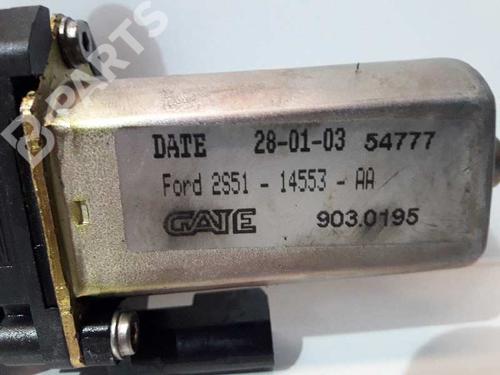 B-PARTS
DATE 28-01-03 54777
Ford 2S51 - 14553 - AA
GATE 903.0195